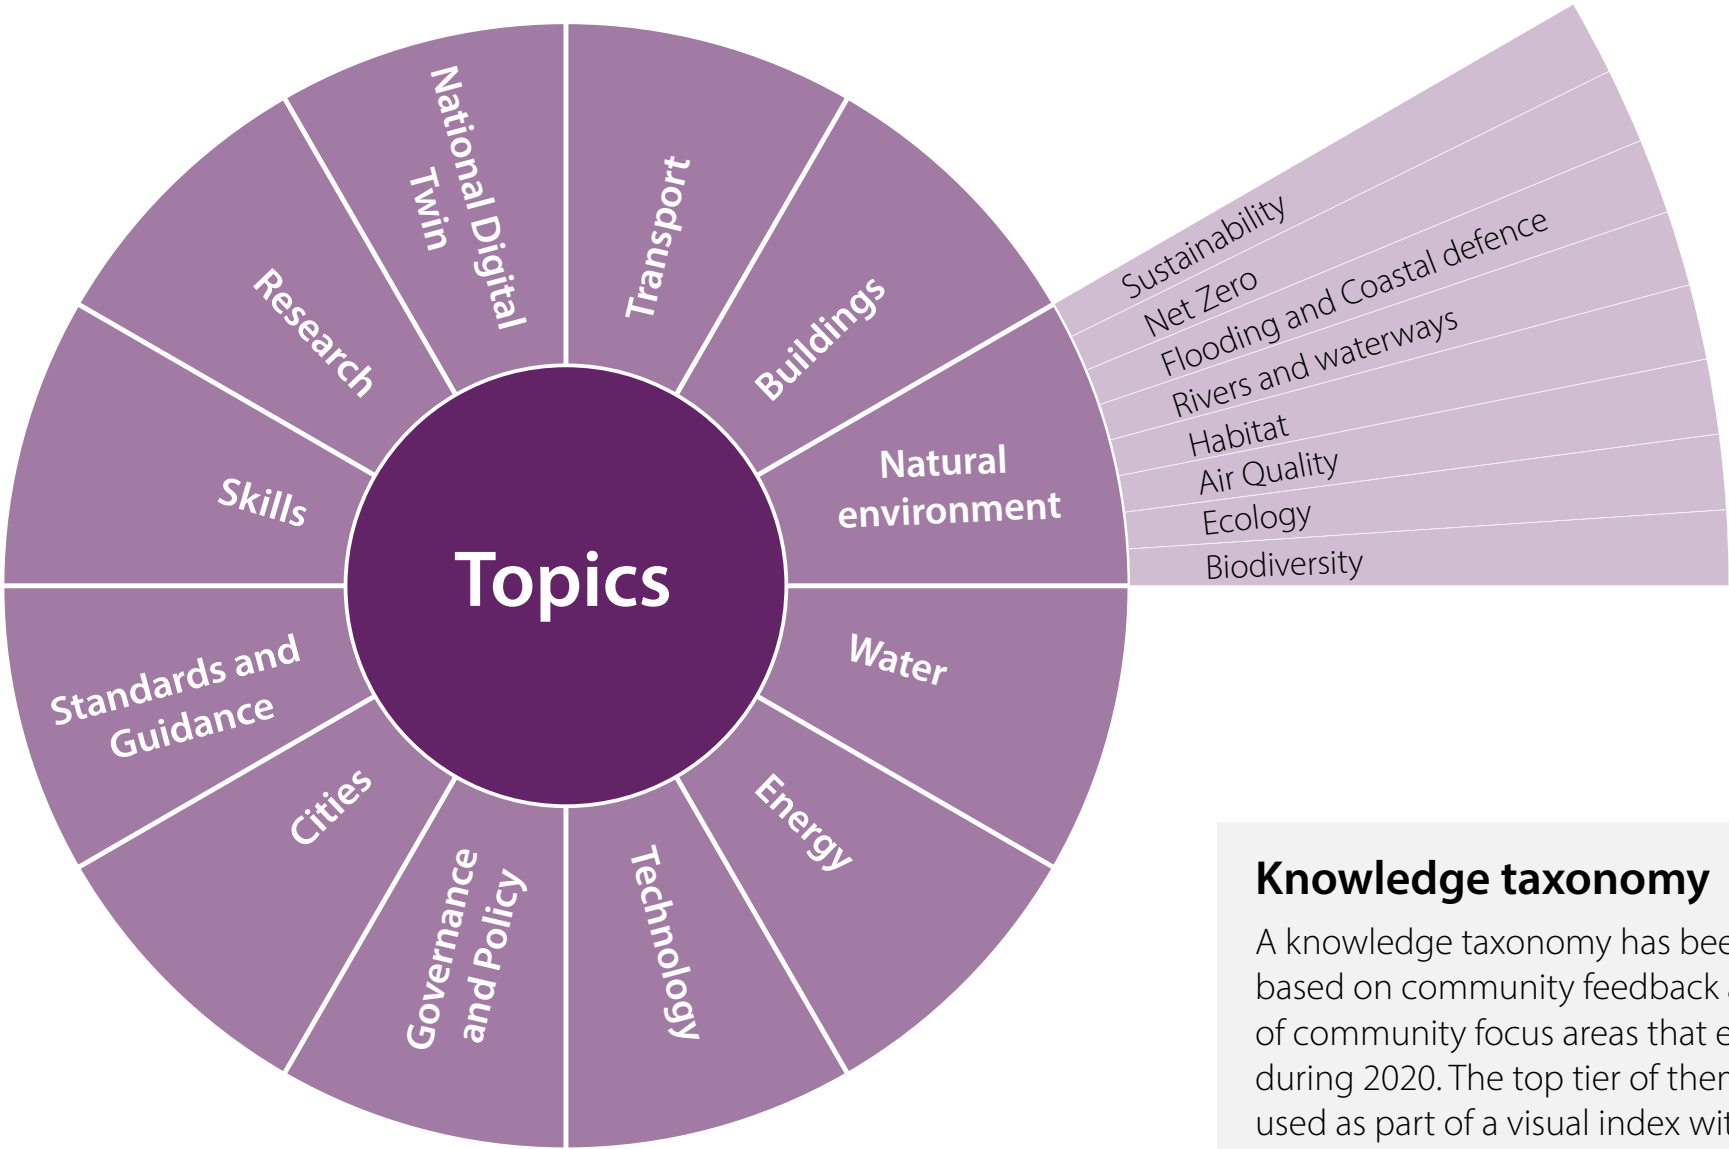 Topics
National Digital
Twin
Transport
Buildings
Natural
environment
Water
Energy
Technology
Governance
and Policy
Cities
Standards and
Guidance
Skills
Research
Sustainability
Net Zero
Flooding and Coastal defence
Rivers and waterways
Habitat
Air Quality
Ecology
Biodiversity
Knowledge taxonomy
A knowledge taxonomy has bee
based on community feedback
of community focus areas that e
during 2020. The top tier of then
used as part of a visual index wit